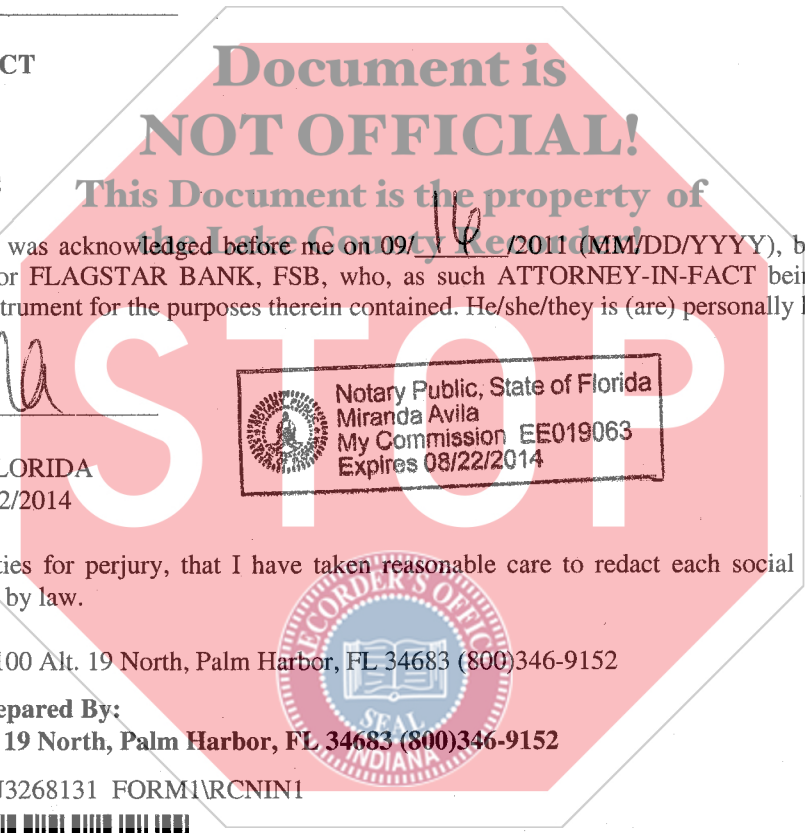 CT
Document is
NOT OFFICIAL!
This Document is the property of
the Lake County Recorder!
was acknowledged before me on 09/ 16 /2011 (MM/DD/YYYY), b
or FLAGSTAR BANK, FSB, who, as such ATTORNEY-IN-FACT bein
trument for the purposes therein contained. He/she/they is (are) personally k
STOP
Notary Public, State of Florida
Miranda Avila
My Commission EE019063
Expires 08/22/2014
LORIDA
2/2014
ties for perjury, that I have taken reasonable care to redact each social
by law.
RECORDER'S OFFICE
100 Alt. 19 North, Palm Harbor, FL 34683 (800)346-9152
epared By:
19 North, Palm Harbor, FL 34683 (800)346-9152
SEAL
INDIANA
J3268131 FORM1\RCNIN1